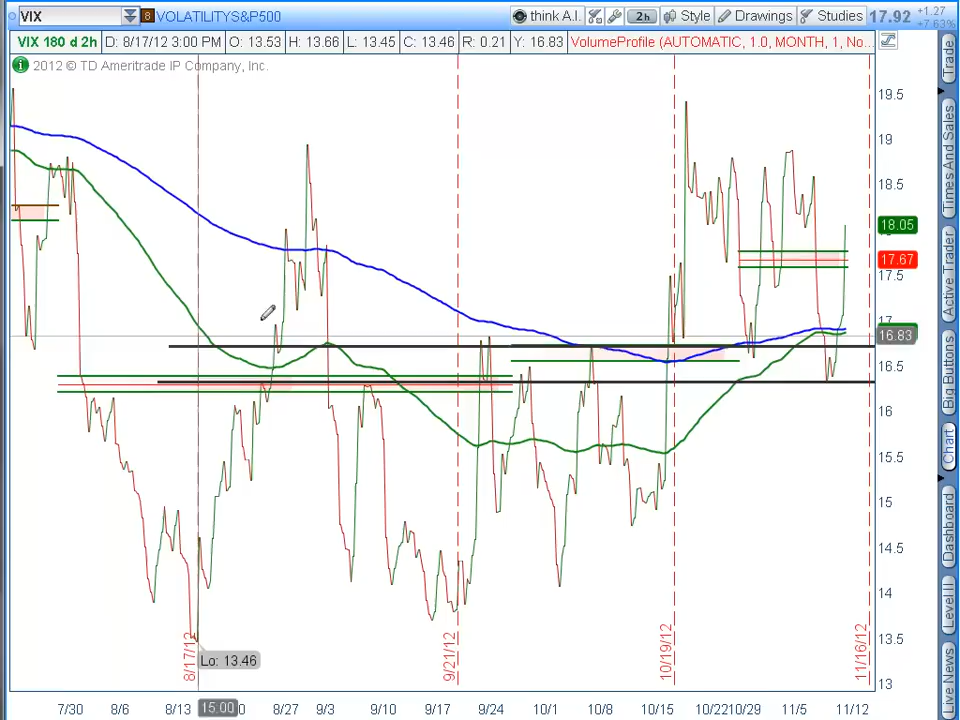 VIX 8 VOLATILITYS&P500 think A.I. 2h Style Drawings Studies 17.92 +1.27 +7.63%
VIX 180 d 2h D: 8/17/12 3:00 PM O: 13.53 H: 13.66 L: 13.45 C: 13.46 R: 0.21 Y: 16.83 VolumeProfile (AUTOMATIC, 1.0, MONTH, 1, No...
2012 © TD Ameritrade IP Company, Inc.
19.5
19
18.5
18.05
17.67
17.5
17
16.83
16.5
16
15.5
15
14.5
14
13.5
13
8/17/12
9/21/12
10/19/12
11/16/12
Lo: 13.46
7/30 8/6 8/13 15:00 0 8/27 9/3 9/10 9/17 9/24 10/1 10/8 10/15 10/22 10/29 11/5 11/12
Trade
Times And Sales
Active Trader
Big Buttons
Chart
Dashboard
Level II
Live News